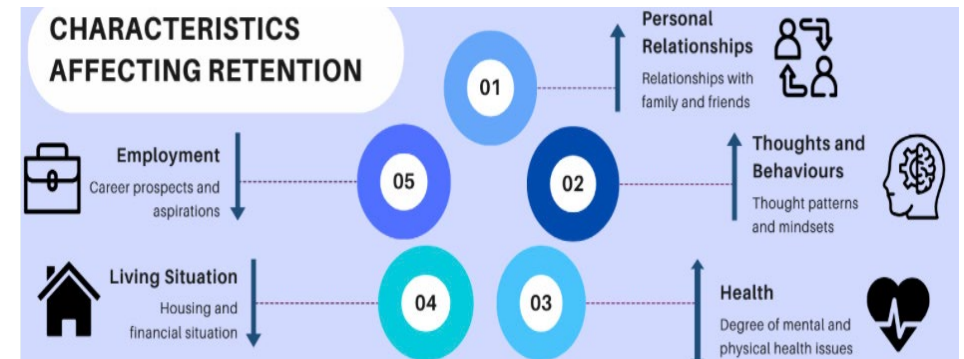 CHARACTERISTICS
AFFECTING RETENTION
01
Personal
Relationships
Relationships with
family and friends
02
Thoughts and
Behaviours
Thought patterns
and mindsets
03
Health
Degree of mental and
physical health issues
04
Living Situation
Housing and
financial situation
05
Employment
Career prospects and
aspirations